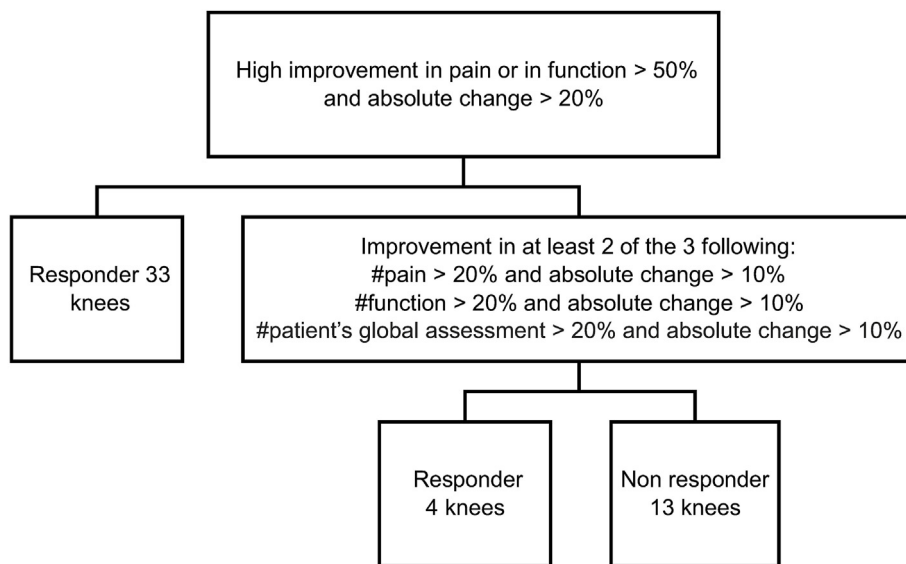 High improvement in pain or in function > 50%
and absolute change > 20%
Responder 33
knees
Improvement in at least 2 of the 3 following:
#pain > 20% and absolute change > 10%
#function > 20% and absolute change > 10%
#patient's global assessment > 20% and absolute change > 10%
Responder
4 knees
Non responder
13 knees